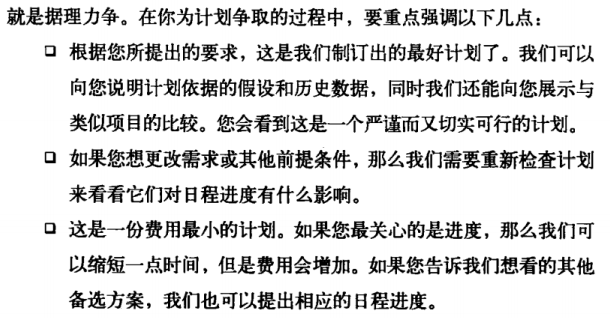 就是据理力争。在你为计划争取的过程中，要重点强调以下几点：
❏ 根据您所提出的要求，这是我们制订出的最好计划了。我们可以
向您说明计划依据的假设和历史数据，同时我们还能向您展示与
类似项目的比较。您会看到这是一个严谨而又切实可行的计划。
❏ 如果您想更改需求或其他前提条件，那么我们需要重新检查计划
来看看它们对日程进度有什么影响。
❏ 这是一份费用最小的计划。如果您最关心的是进度，那么我们可
以缩短一点时间，但是费用会增加。如果您告诉我们想看的其他
备选方案，我们也可以提出相应的日程进度。